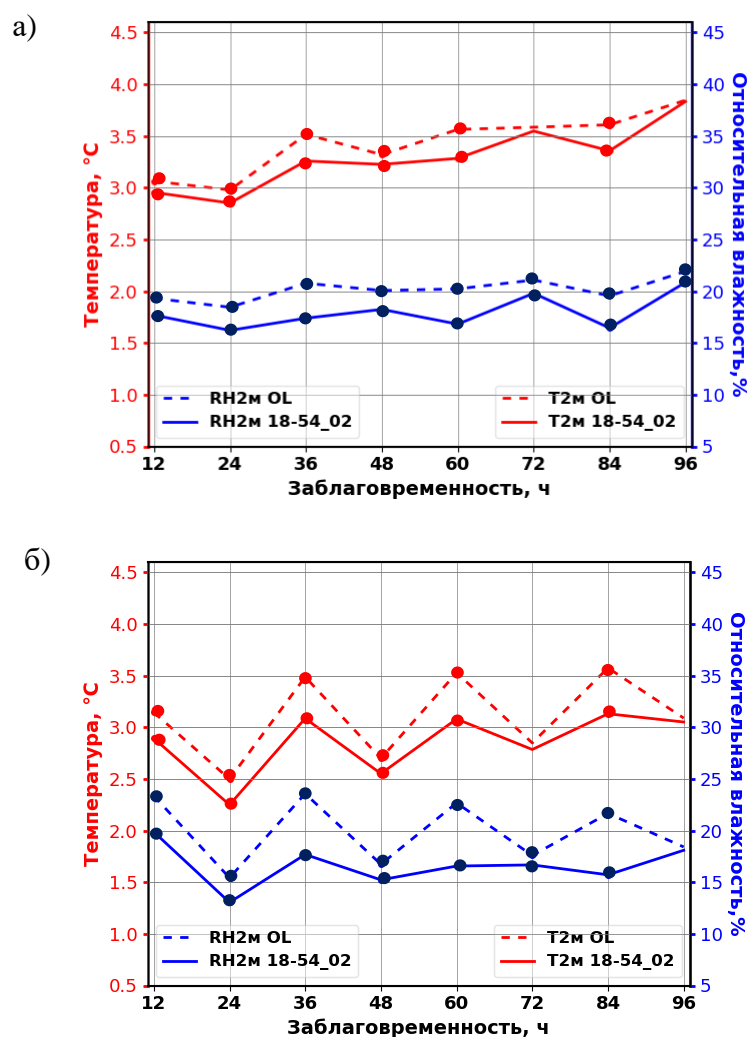 а)
4.5
4.0
3.5
3.0
2.5
2.0
1.5
1.0
0.5
Температура, °C
45
40
35
30
25
20
15
10
5
Относительная влажность,%
RH2м OL
RH2м 18-54_02
T2м OL
T2м 18-54_02
12 24 36 48 60 72 84 96
Заблаговременность, ч
б)
4.5
4.0
3.5
3.0
2.5
2.0
1.5
1.0
0.5
Температура, °C
45
40
35
30
25
20
15
10
5
Относительная влажность,%
RH2м OL
RH2м 18-54_02
T2м OL
T2м 18-54_02
12 24 36 48 60 72 84 96
Заблаговременность, ч